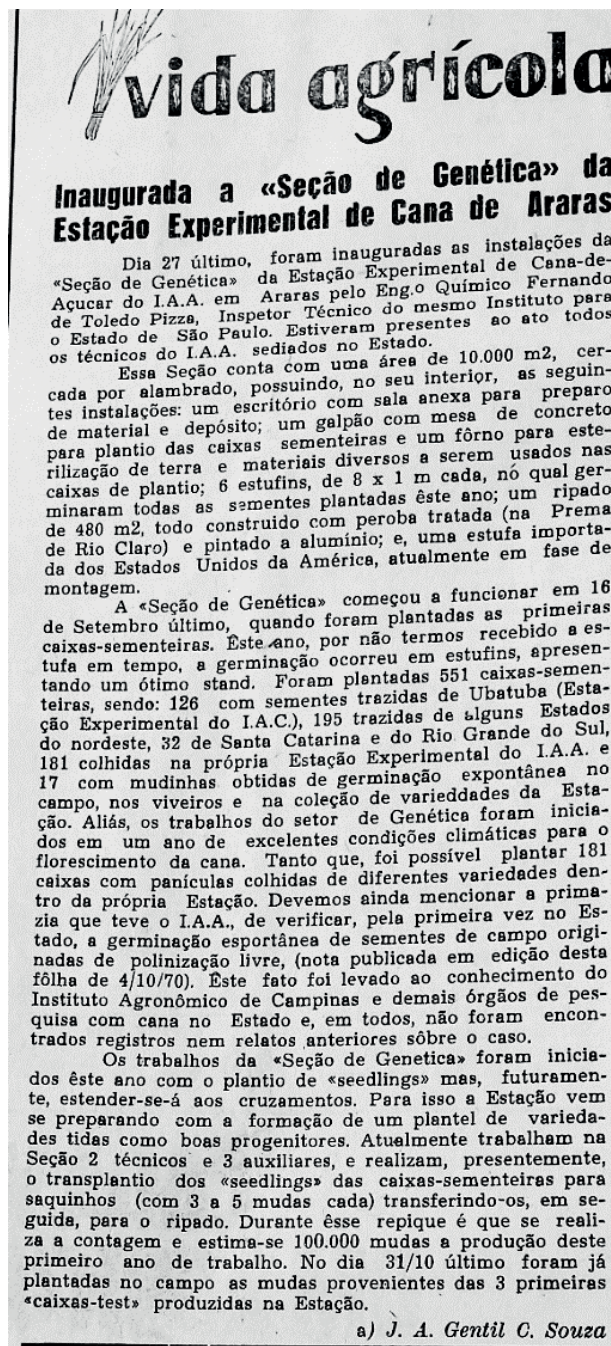 vida agrícola
Inaugurada a «Seção de Genética» da
Estação Experimental de Cana de Araras
Dia 27 último, foram inauguradas as instalações da
«Seção de Genética» da Estação Experimental de Cana-de-
Açucar do I.A.A. em Araras pelo Eng.o Químico Fernando
de Toledo Pizza, Inspetor Técnico do mesmo Instituto para
o Estado de São Paulo. Estiveram presentes ao ato todos
os técnicos do I.A.A. sediados no Estado.
Essa Seção conta com uma área de 10.000 m2, cer-
cada por alambrado, possuindo, no seu interior, as seguin-
tes instalações: um escritório com sala anexa para preparo
de material e depósito; um galpão com mesa de concreto
para plantio das caixas sementeiras e um fôrno para este-
rilização de terra e materiais diversos a serem usados nas
caixas de plantio; 6 estufins, de 8 x 1 m cada, nó qual ger-
minaram todas as sementes plantadas êste ano; um ripado
de 480 m2, todo construido com peroba tratada (na Prema
de Rio Claro) e pintado a alumínio; e, uma estufa importa-
da dos Estados Unidos da América, atualmente em fase de
montagem.
A «Seção de Genética» começou a funcionar em 16
de Setembro último, quando foram plantadas as primeiras
caixas-sementeiras. Êste ano, por não termos recebido a es-
tufa em tempo, a germinação ocorreu em estufins, apresen-
tando um ótimo stand. Foram plantadas 551 caixas-semen-
teiras, sendo: 126 com sementes trazidas de Ubatuba (Esta-
ção Experimental do I.A.C.), 195 trazidas de alguns Estados
do nordeste, 32 de Santa Catarina e do Rio Grande do Sul,
181 colhidas na própria Estação Experimental do I.A.A. e
17 com mudinhas obtidas de germinação expontânea no
campo, nos viveiros e na coleção de varieddades da Esta-
ção. Aliás, os trabalhos do setor de Genética foram inicia-
dos em um ano de excelentes condições climáticas para o
florescimento da cana. Tanto que, foi possível plantar 181
caixas com panículas colhidas de diferentes variedades den-
tro da própria Estação. Devemos ainda mencionar a prima-
zia que teve o I.A.A., de verificar, pela primeira vez no Es-
tado, a germinação esportânea de sementes de campo origi-
nadas de polinização livre, (nota publicada em edição desta
fôlha de 4/10/70). Êste fato foi levado ao conhecimento do
Instituto Agronômico de Campinas e demais órgãos de pes-
quisa com cana no Estado e, em todos, não foram encon-
trados registros nem relatos anteriores sôbre o caso.
Os trabalhos da «Seção de Genetica» foram inicia-
dos êste ano com o plantio de «seedlings» mas, futuramen-
te, estender-se-á aos cruzamentos. Para isso a Estação vem
se preparando com a formação de um plantel de varieda-
des tidas como boas progenitores. Atualmente trabalham na
Seção 2 técnicos e 3 auxiliares, e realizam, presentemente,
o transplantio dos «seedlings» das caixas-sementeiras para
saquinhos (com 3 a 5 mudas cada) transferindo-os, em se-
guida, para o ripado. Durante êsse repique é que se reali-
za a contagem e estima-se 100.000 mudas a produção deste
primeiro ano de trabalho. No dia 31/10 último foram já
plantadas no campo as mudas provenientes das 3 primeiras
«caixas-test» produzidas na Estação.
a) J. A. Gentil C. Souza